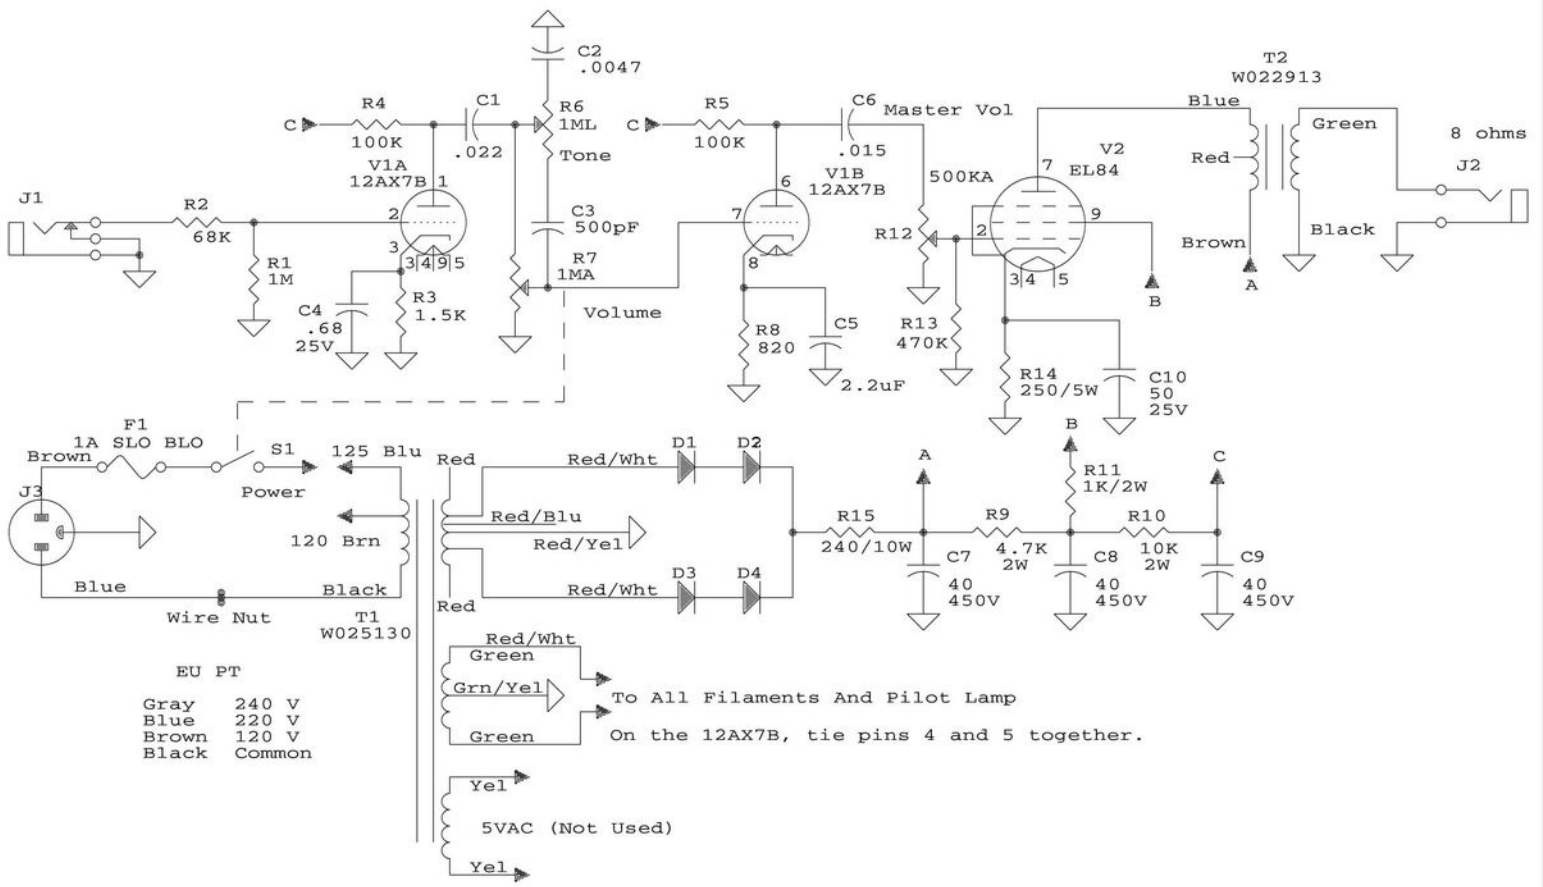 C2
.0047
T2
W022913
R4
C
100K
C1
.022
R6
1ML
Tone
R5
C
100K
C6
.015
Master Vol
Blue
Green
Red
8 ohms
J2
V1A
12AX7B
1
2
3
3 4 9 5
V1B
12AX7B
6
7
8
500KA
R12
V2
EL84
7
9
2
3 4 5
Brown
Black
A
B
J1
R2
68K
R1
1M
C3
500pF
R7
1MA
Volume
C4
.68
25V
R3
1.5K
R8
820
C5
2.2uF
R13
470K
R14
250/5W
C10
50
25V
F1
1A SLO BLO
Brown
S1
Power
125 Blu
J3
120 Brn
Blue
Wire Nut
Black
T1
W025130
Red
Red/Wht
D1
D2
Red/Blu
Red/Yel
Red/Wht
D3
D4
Red
R15
240/10W
A
R9
4.7K
2W
B
R11
1K/2W
R10
10K
2W
C
C7
40
450V
C8
40
450V
C9
40
450V
Red/Wht
Green
Grn/Yel
Green
To All Filaments And Pilot Lamp
On the 12AX7B, tie pins 4 and 5 together.
EU PT
Gray 240 V
Blue 220 V
Brown 120 V
Black Common
Yel
5VAC (Not Used)
Yel